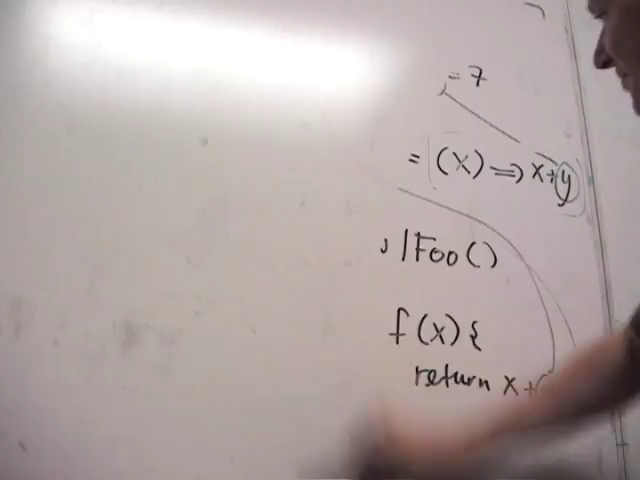 = 7
= (x) => x+y
) |Foo()
f(x){
return x+